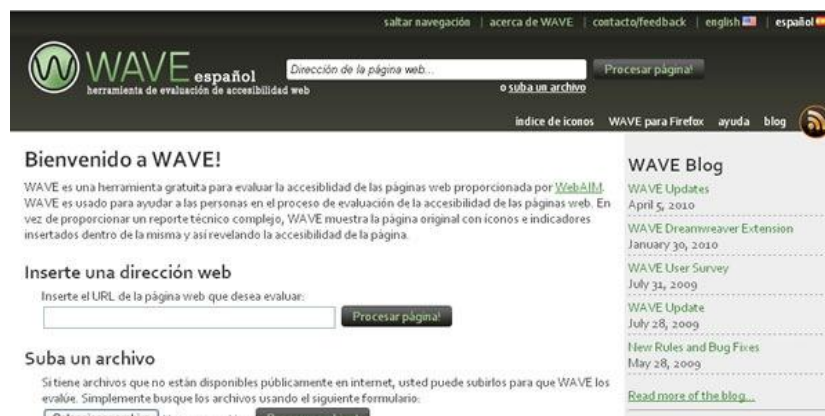 saltar navegación | acerca de WAVE | contacto/feedback | english | español
WAVE español
herramienta de evaluación de accesibilidad web
Dirección de la página web...
Procesar página!
o suba un archivo
índice de íconos WAVE para Firefox ayuda blog
Bienvenido a WAVE!
WAVE es una herramienta gratuita para evaluar la accesiblidad de las páginas web proporcionada por WebAIM.
WAVE es usado para ayudar a las personas en el proceso de evaluación de la accesibilidad de las páginas web. En
vez de proporcionar un reporte técnico complejo, WAVE muestra la página original con íconos e indicadores
insertados dentro de la misma y así revelando la accesibilidad de la página.
Inserte una dirección web
Inserte el URL de la página web que desea evaluar:
Procesar página!
Suba un archivo
Si tiene archivos que no están disponibles públicamente en internet, usted puede subirlos para que WAVE los
evalúe. Simplemente busque los archivos usando el siguiente formulario:
WAVE Blog
WAVE Updates
April 5, 2010
WAVE Dreamweaver Extension
January 30, 2010
WAVE User Survey
July 31, 2009
WAVE Update
July 28, 2009
New Rules and Bug Fixes
May 28, 2009
Read more of the blog...